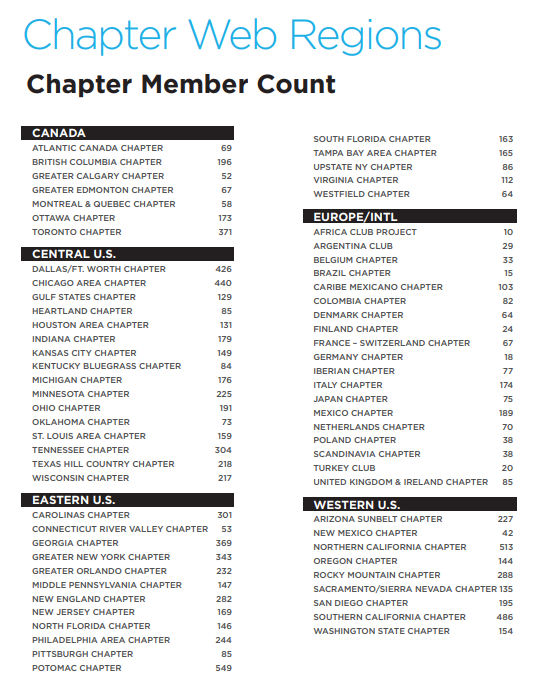 Chapter Web Regions
Chapter Member Count
CANADA
ATLANTIC CANADA CHAPTER 69
BRITISH COLUMBIA CHAPTER 196
GREATER CALGARY CHAPTER 52
GREATER EDMONTON CHAPTER 67
MONTREAL & QUEBEC CHAPTER 58
OTTAWA CHAPTER 173
TORONTO CHAPTER 371
CENTRAL U.S.
DALLAS/FT. WORTH CHAPTER 426
CHICAGO AREA CHAPTER 440
GULF STATES CHAPTER 129
HEARTLAND CHAPTER 85
HOUSTON AREA CHAPTER 131
INDIANA CHAPTER 179
KANSAS CITY CHAPTER 149
KENTUCKY BLUEGRASS CHAPTER 84
MICHIGAN CHAPTER 176
MINNESOTA CHAPTER 225
OHIO CHAPTER 191
OKLAHOMA CHAPTER 73
ST. LOUIS AREA CHAPTER 159
TENNESSEE CHAPTER 304
TEXAS HILL COUNTRY CHAPTER 218
WISCONSIN CHAPTER 217
EASTERN U.S.
CAROLINAS CHAPTER 301
CONNECTICUT RIVER VALLEY CHAPTER 53
GEORGIA CHAPTER 369
GREATER NEW YORK CHAPTER 343
GREATER ORLANDO CHAPTER 232
MIDDLE PENNSYLVANIA CHAPTER 147
NEW ENGLAND CHAPTER 282
NEW JERSEY CHAPTER 169
NORTH FLORIDA CHAPTER 146
PHILADELPHIA AREA CHAPTER 244
PITTSBURGH CHAPTER 85
POTOMAC CHAPTER 549
SOUTH FLORIDA CHAPTER 163
TAMPA BAY AREA CHAPTER 165
UPSTATE NY CHAPTER 86
VIRGINIA CHAPTER 112
WESTFIELD CHAPTER 64
EUROPE/INTL
AFRICA CLUB PROJECT 10
ARGENTINA CLUB 29
BELGIUM CHAPTER 33
BRAZIL CHAPTER 15
CARIBE MEXICANO CHAPTER 103
COLOMBIA CHAPTER 82
DENMARK CHAPTER 64
FINLAND CHAPTER 24
FRANCE – SWITZERLAND CHAPTER 67
GERMANY CHAPTER 18
IBERIAN CHAPTER 77
ITALY CHAPTER 174
JAPAN CHAPTER 75
MEXICO CHAPTER 189
NETHERLANDS CHAPTER 70
POLAND CHAPTER 38
SCANDINAVIA CHAPTER 38
TURKEY CLUB 20
UNITED KINGDOM & IRELAND CHAPTER 85
WESTERN U.S.
ARIZONA SUNBELT CHAPTER 227
NEW MEXICO CHAPTER 42
NORTHERN CALIFORNIA CHAPTER 513
OREGON CHAPTER 144
ROCKY MOUNTAIN CHAPTER 288
SACRAMENTO/SIERRA NEVADA CHAPTER 135
SAN DIEGO CHAPTER 195
SOUTHERN CALIFORNIA CHAPTER 486
WASHINGTON STATE CHAPTER 154